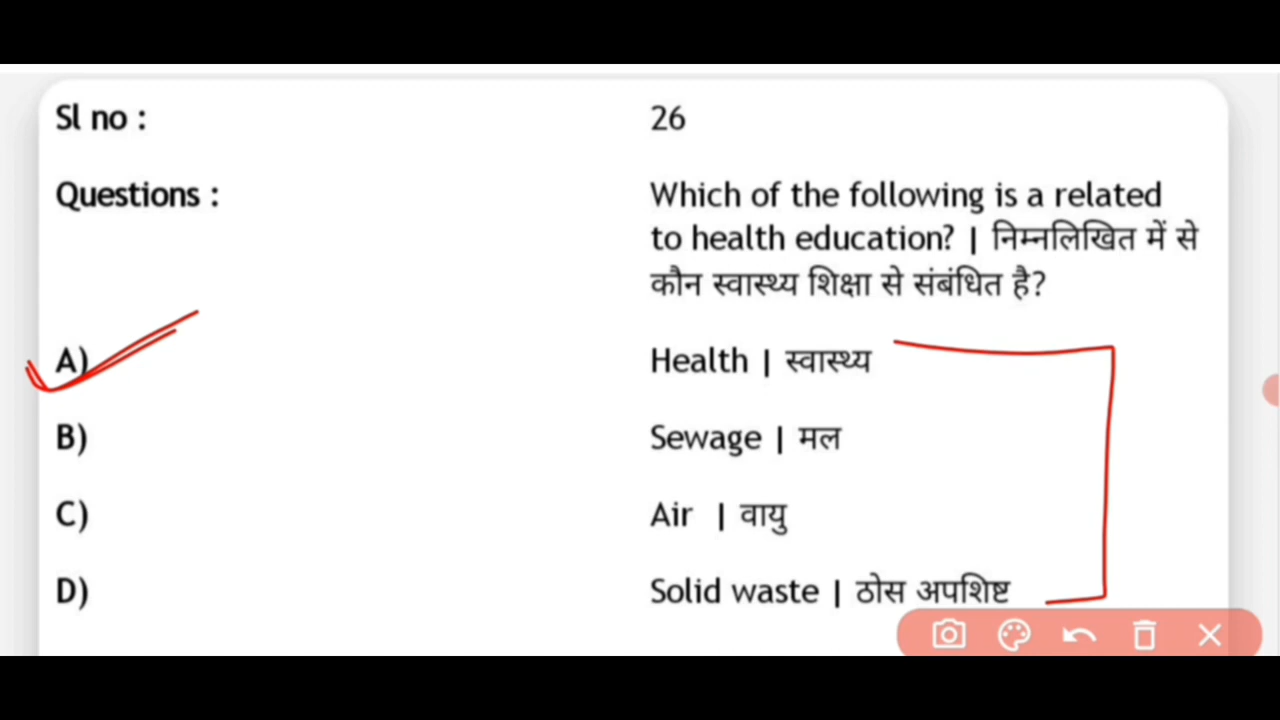 Sl no : 26
Questions : Which of the following is a related
to health education? | निम्नलिखित में से
कौन स्वास्थ्य शिक्षा से संबंधित है?
A) Health | स्वास्थ्य
B) Sewage | मल
C) Air | वायु
D) Solid waste | ठोस अपशिष्ट